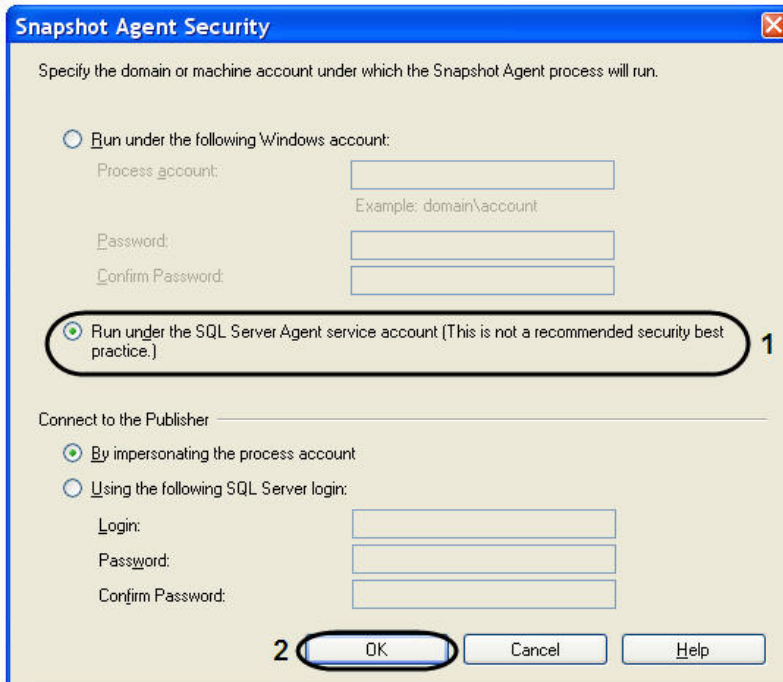 Snapshot Agent Security
Specify the domain or machine account under which the Snapshot Agent process will run.
Run under the following Windows account:
Process account:
Example: domain\account
Password:
Confirm Password:
Run under the SQL Server Agent service account (This is not a recommended security best
practice.)
1
Connect to the Publisher
By impersonating the process account
Using the following SQL Server login:
Login:
Password:
Confirm Password:
2 OK Cancel Help